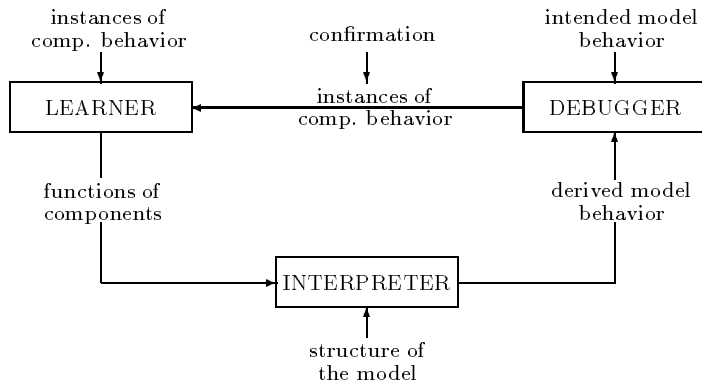 instances of
comp. behavior
confirmation
intended model
behavior
LEARNER
instances of
comp. behavior
DEBUGGER
functions of
components
derived model
behavior
INTERPRETER
structure of
the model